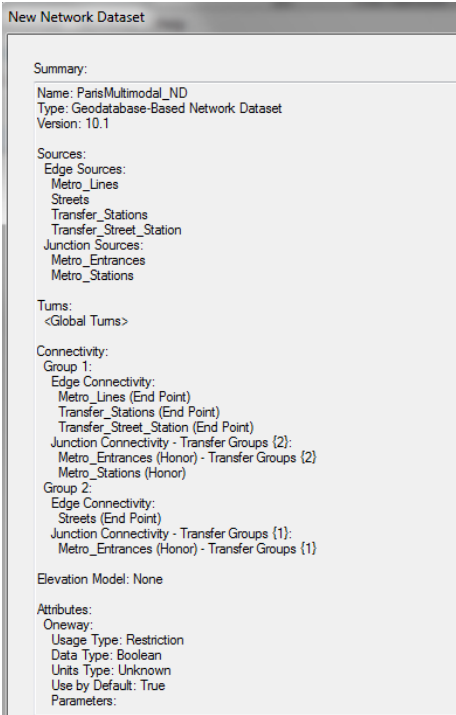 New Network Dataset
Summary:
Name: ParisMultimodal_ND
Type: Geodatabase-Based Network Dataset
Version: 10.1
Sources:
Edge Sources:
Metro_Lines
Streets
Transfer_Stations
Transfer_Street_Station
Junction Sources:
Metro_Entrances
Metro_Stations
Turns:
<Global Turns>
Connectivity:
Group 1:
Edge Connectivity:
Metro_Lines (End Point)
Transfer_Stations (End Point)
Transfer_Street_Station (End Point)
Junction Connectivity - Transfer Groups {2}:
Metro_Entrances (Honor) - Transfer Groups {2}
Metro_Stations (Honor)
Group 2:
Edge Connectivity:
Streets (End Point)
Junction Connectivity - Transfer Groups {1}:
Metro_Entrances (Honor) - Transfer Groups {1}
Elevation Model: None
Attributes:
Oneway:
Usage Type: Restriction
Data Type: Boolean
Units Type: Unknown
Use by Default: True
Parameters: